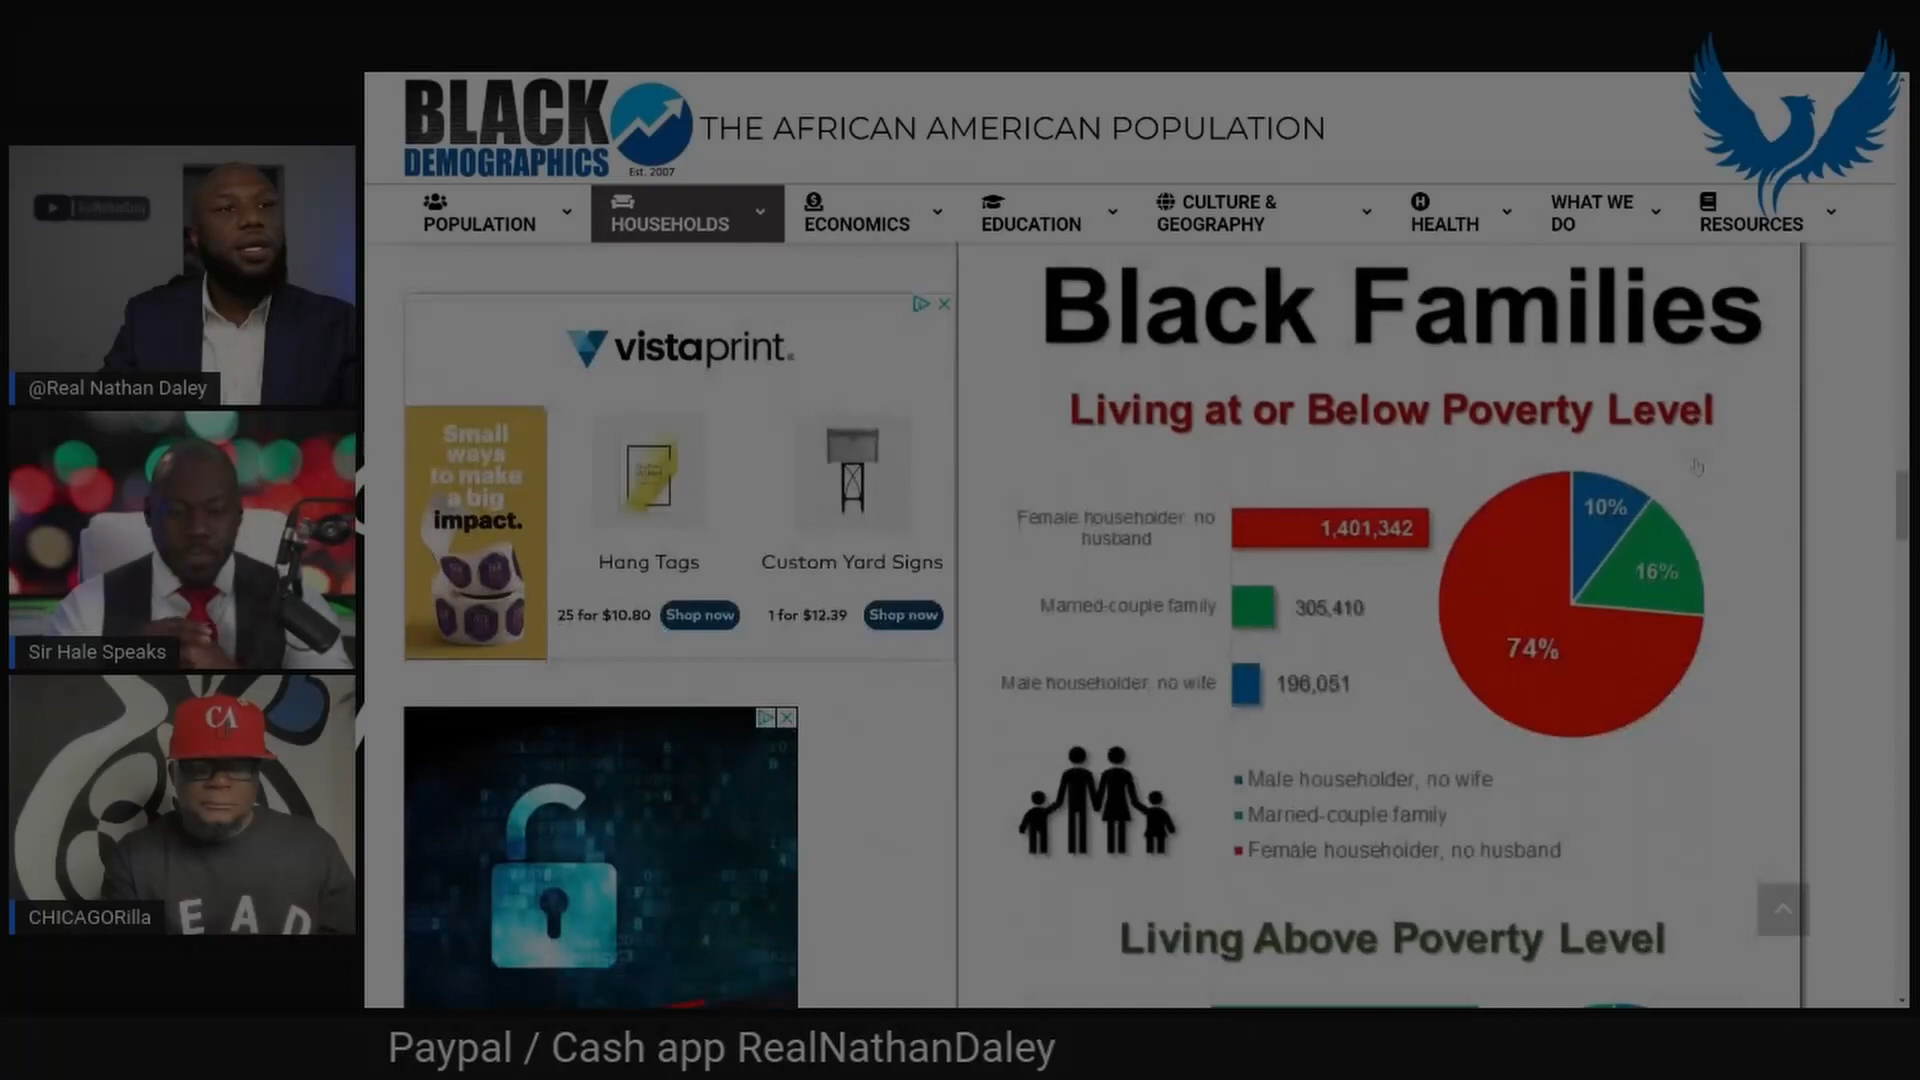 BLACK
DEMOGRAPHICS
Est. 2007
THE AFRICAN AMERICAN POPULATION
POPULATION
HOUSEHOLDS
ECONOMICS
EDUCATION
CULTURE &
GEOGRAPHY
HEALTH
WHAT WE
DO
RESOURCES
@Real Nathan Daley
Sir Hale Speaks
CA
CHICAGORilla
E A D
vistaprint.
Small
ways
to make
a big
impact.
Hang Tags
25 for $10.80
Shop now
Custom Yard Signs
1 for $12.39
Shop now
Black Families
Living at or Below Poverty Level
Female householder, no
husband
1,401,342
Married-couple family
305,410
Male householder, no wife
196,051
10%
16%
74%
Male householder, no wife
Married-couple family
Female householder, no husband
Living Above Poverty Level
Paypal / Cash app RealNathanDaley